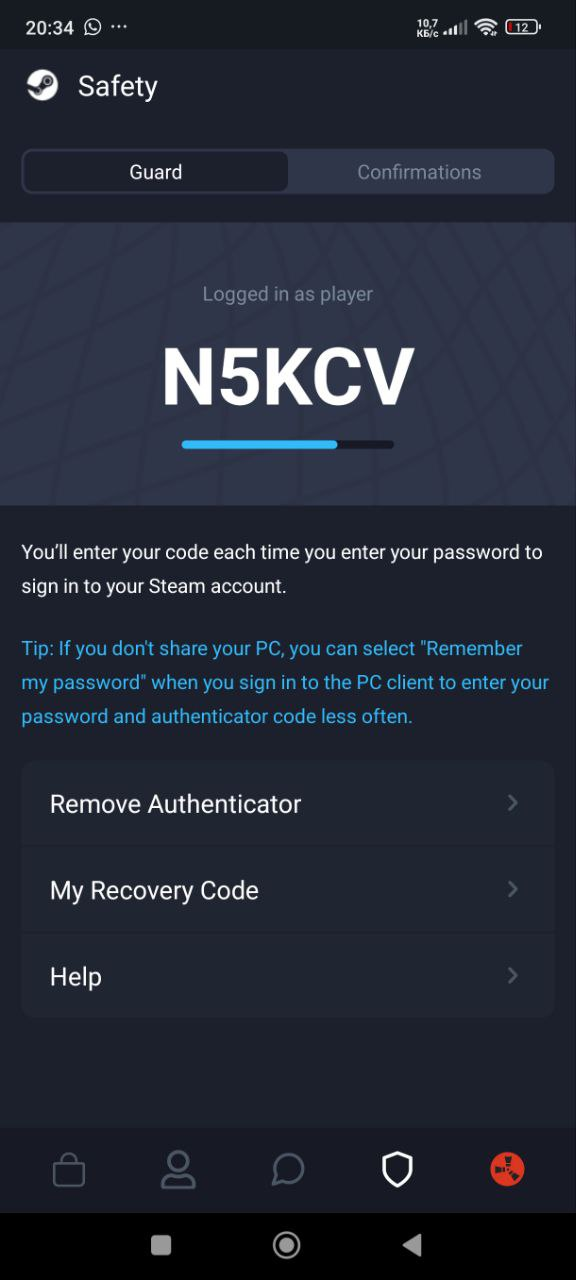 20:34 ...
10,7
КБ/с
12
Safety
Guard
Confirmations
Logged in as player
N5KCV
You’ll enter your code each time you enter your password to
sign in to your Steam account.
Tip: If you don't share your PC, you can select "Remember
my password" when you sign in to the PC client to enter your
password and authenticator code less often.
Remove Authenticator
My Recovery Code
Help